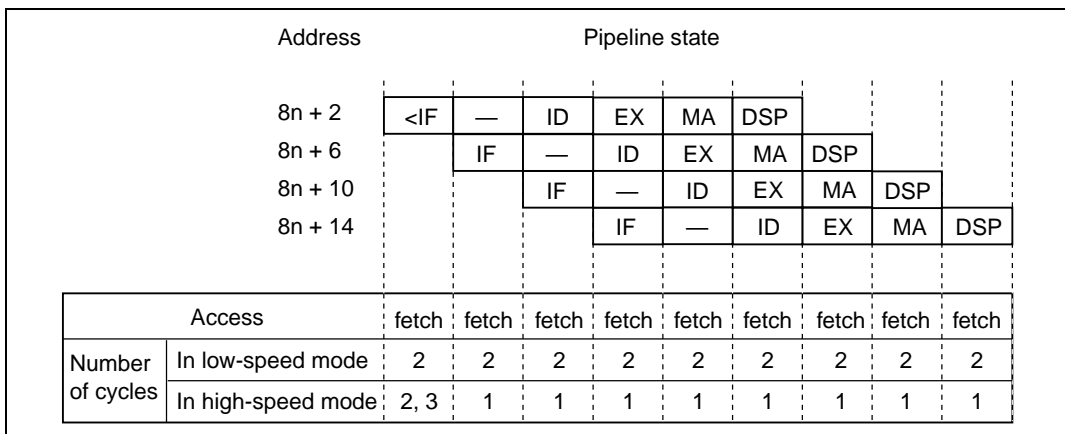 Address Pipeline state
8n + 2 <IF — ID EX MA DSP
8n + 6 IF — ID EX MA DSP
8n + 10 IF — ID EX MA DSP
8n + 14 IF — ID EX MA DSP
Access fetch fetch fetch fetch fetch fetch fetch fetch fetch
Number of cycles
In low-speed mode 2 2 2 2 2 2 2 2 2
In high-speed mode 2, 3 1 1 1 1 1 1 1 1